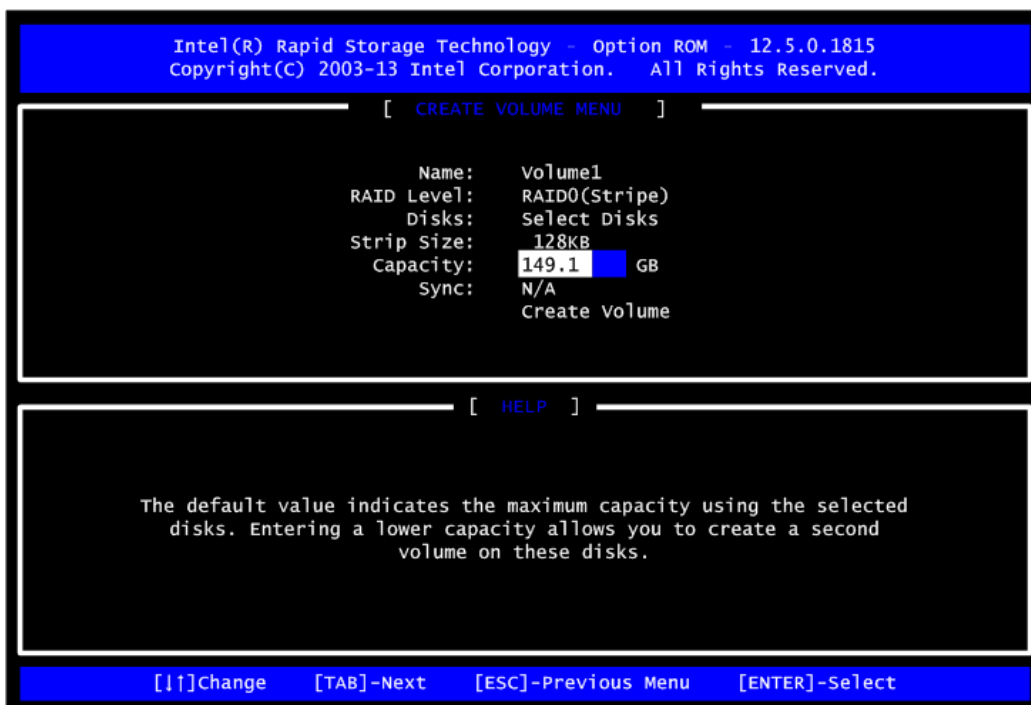 Intel(R) Rapid Storage Technology - Option ROM - 12.5.0.1815
Copyright(C) 2003-13 Intel Corporation. All Rights Reserved.
[ CREATE VOLUME MENU ]
Name: Volume1
RAID Level: RAID0(Stripe)
Disks: Select Disks
Strip Size: 128KB
Capacity: 149.1 GB
Sync: N/A
Create Volume
[ HELP ]
The default value indicates the maximum capacity using the selected
disks. Entering a lower capacity allows you to create a second
volume on these disks.
[↓↑]Change [TAB]-Next [ESC]-Previous Menu [ENTER]-Select